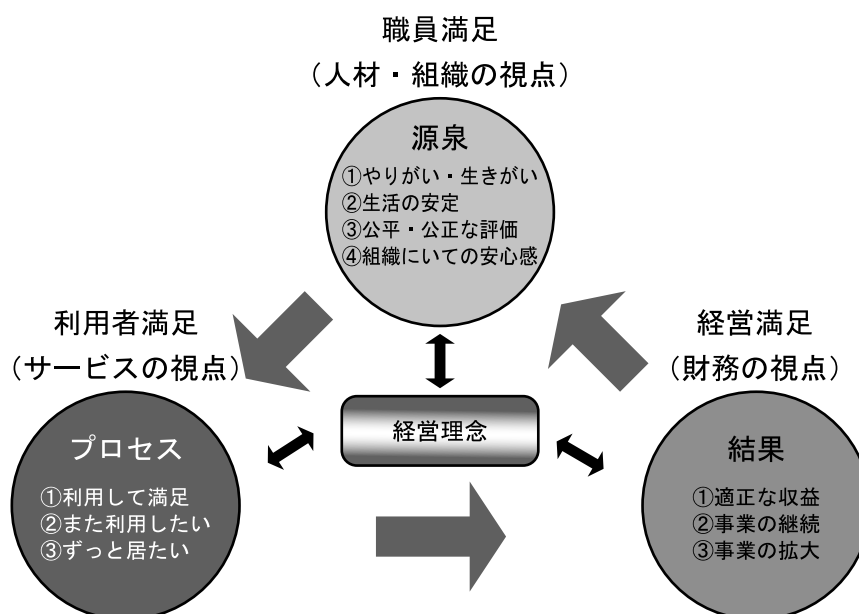 職員満足
（人材・組織の視点）
源泉
①やりがい・生きがい
②生活の安定
③公平・公正な評価
④組織にいての安心感
利用者満足
（サービスの視点）
プロセス
①利用して満足
②また利用したい
③ずっと居たい
経営理念
経営満足
（財務の視点）
結果
①適正な収益
②事業の継続
③事業の拡大